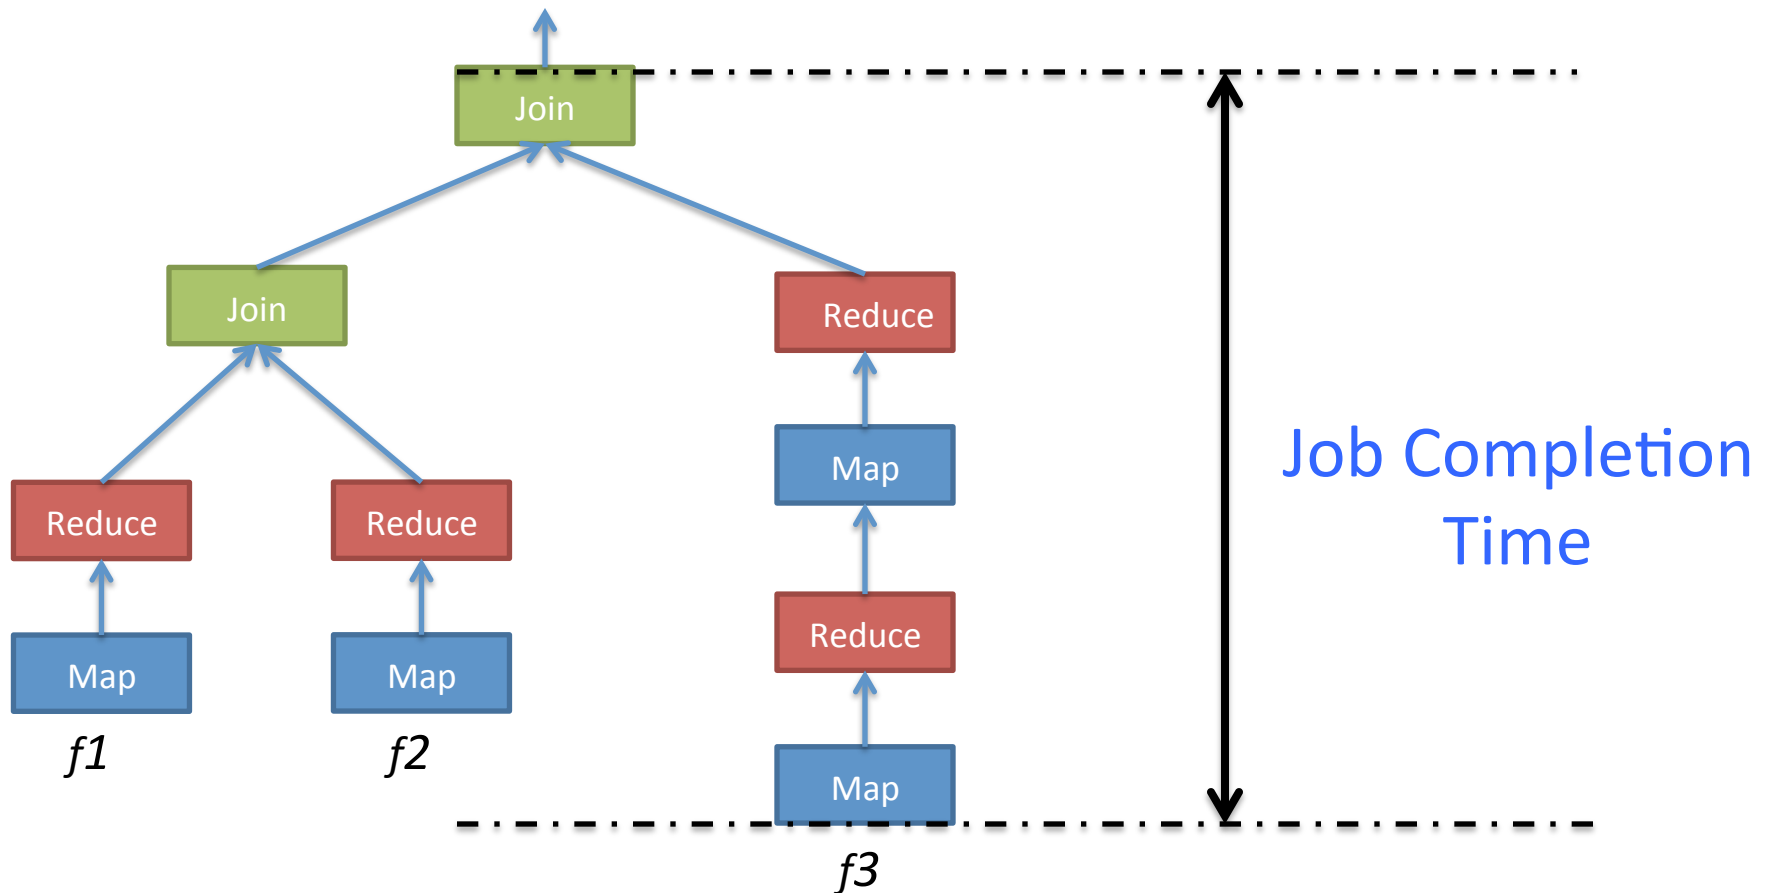 Join
Join
Reduce
Map
Job Completion
Time
Reduce
Reduce
Reduce
Map
Map
Map
f1
f2
f3